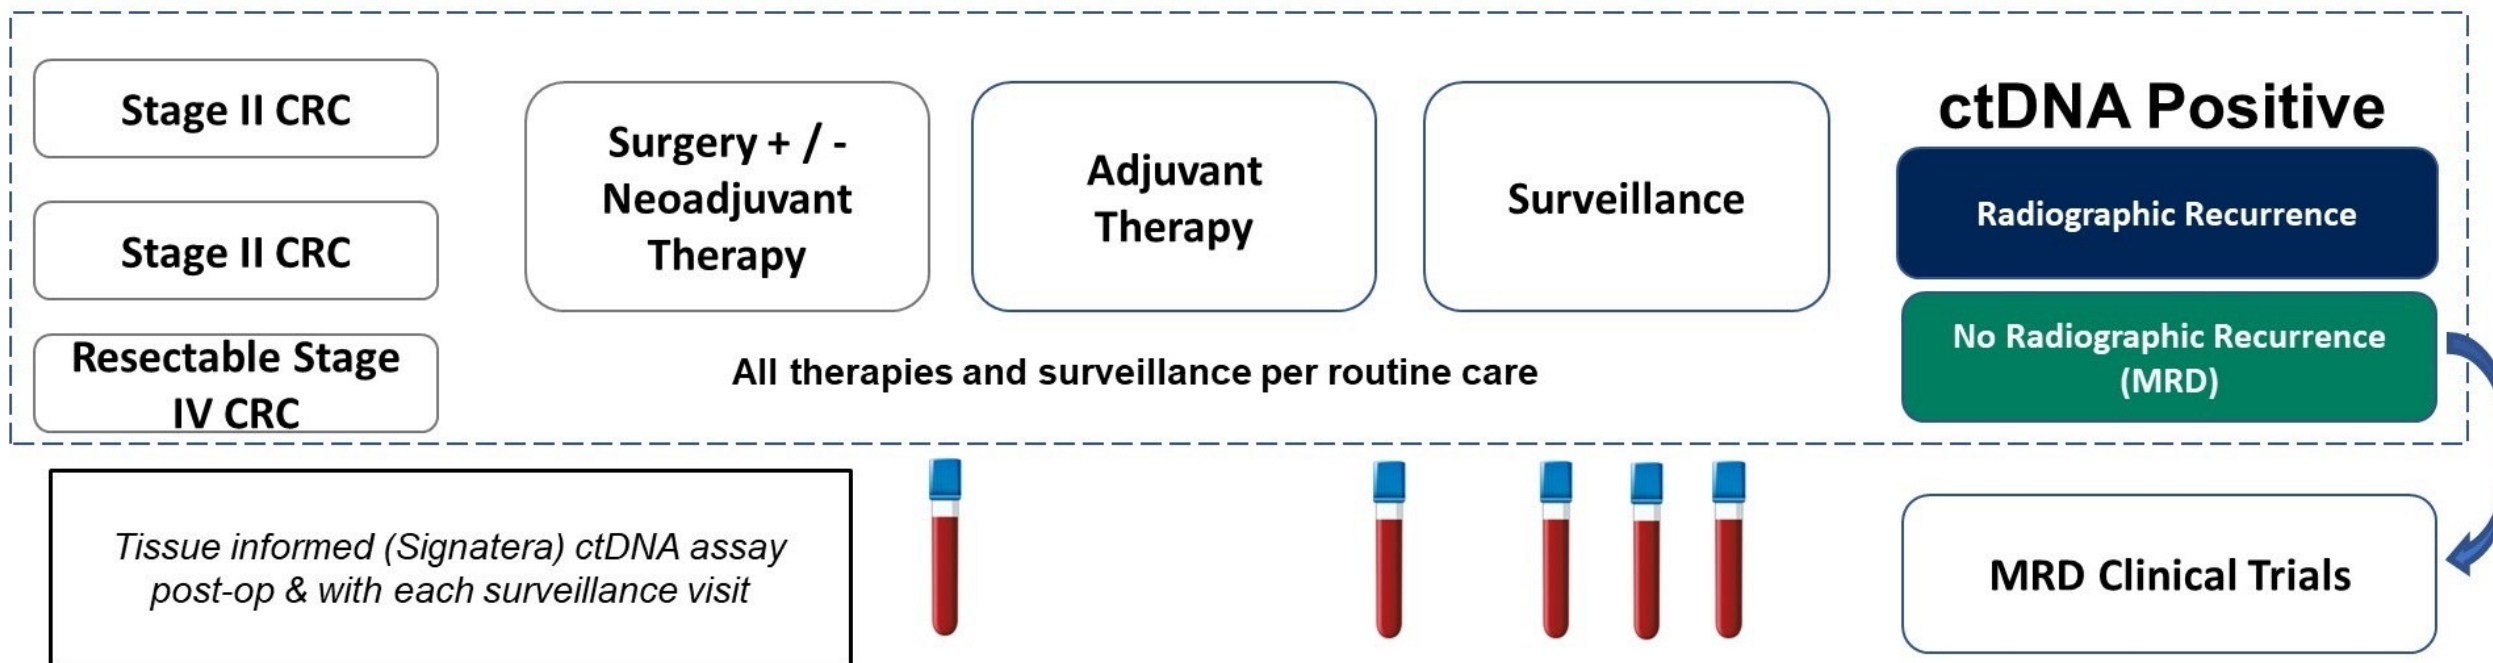 Stage II CRC
Stage II CRC
Resectable Stage
IV CRC
Surgery + / -
Neoadjuvant
Therapy
Adjuvant
Therapy
Surveillance
All therapies and surveillance per routine care
ctDNA Positive
Radiographic Recurrence
No Radiographic Recurrence
(MRD)
Tissue informed (Signatera) ctDNA assay
post-op & with each surveillance visit
MRD Clinical Trials